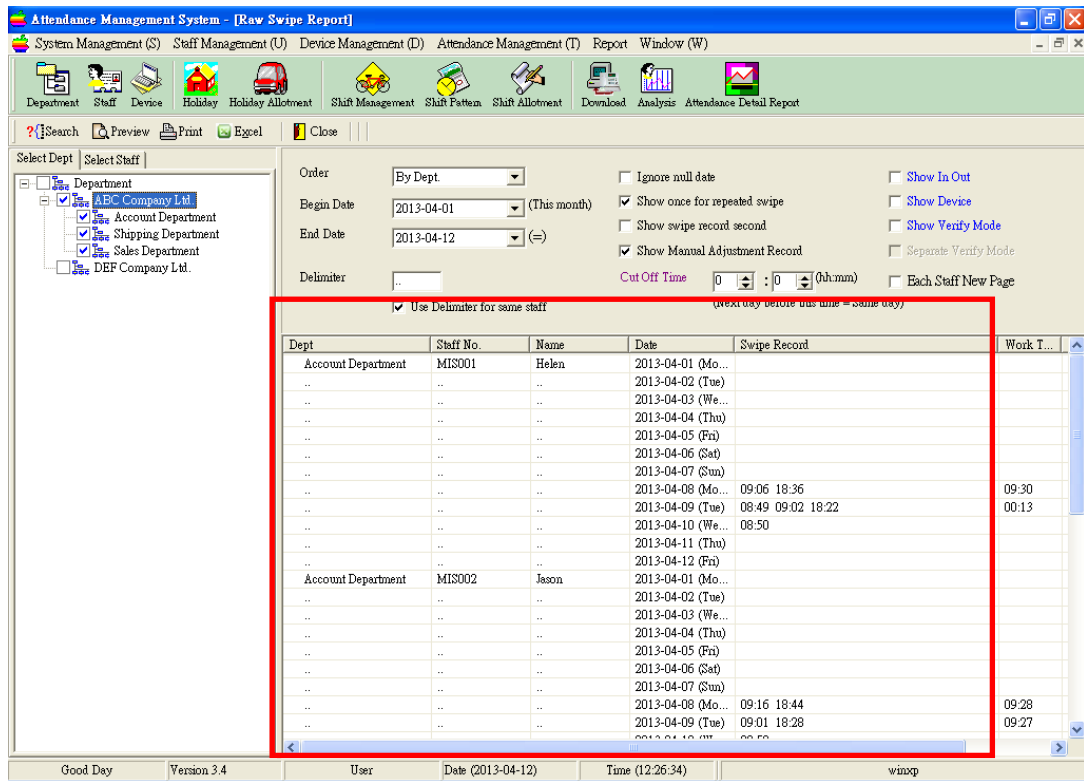 Attendance Management System - [Raw Swipe Report]
System Management (S) Staff Management (U) Device Management (D) Attendance Management (T) Report Window (W)
Department Staff Device Holiday Holiday Allotment Shift Management Shift Pattern Shift Allotment Download Analysis Attendance Detail Report
?{}Search Preview Print Excel Close
Select Dept Select Staff
Department
ABC Company Ltd.
Account Department
Shipping Department
Sales Department
DEF Company Ltd.
Order By Dept. Ignore null date Show In Out
Begin Date 2013-04-01 (This month) Show once for repeated swipe Show Device
Show swipe record second Show Verify Mode
End Date 2013-04-12 (=)
Show Manual Adjustment Record Separate Verify Mode
Delimiter .. Cut Off Time 0 : 0 (hh:mm) Each Staff New Page
Use Delimiter for same staff (Next day before this time = Same day)
Dept Staff No. Name Date Swipe Record Work T...
Account Department MIS001 Helen 2013-04-01 (Mo...
.. .. .. 2013-04-02 (Tue)
.. .. .. 2013-04-03 (We...
.. .. .. 2013-04-04 (Thu)
.. .. .. 2013-04-05 (Fri)
.. .. .. 2013-04-06 (Sat)
.. .. .. 2013-04-07 (Sun)
.. .. .. 2013-04-08 (Mo... 09:06 18:36 09:30
.. .. .. 2013-04-09 (Tue) 08:49 09:02 18:22 00:13
.. .. .. 2013-04-10 (We... 08:50
.. .. .. 2013-04-11 (Thu)
.. .. .. 2013-04-12 (Fri)
Account Department MIS002 Jason 2013-04-01 (Mo...
.. .. .. 2013-04-02 (Tue)
.. .. .. 2013-04-03 (We...
.. .. .. 2013-04-04 (Thu)
.. .. .. 2013-04-05 (Fri)
.. .. .. 2013-04-06 (Sat)
.. .. .. 2013-04-07 (Sun)
.. .. .. 2013-04-08 (Mo... 09:16 18:44 09:28
.. .. .. 2013-04-09 (Tue) 09:01 18:28 09:27
Good Day Version 3.4 User Date (2013-04-12) Time (12:26:34) winxp